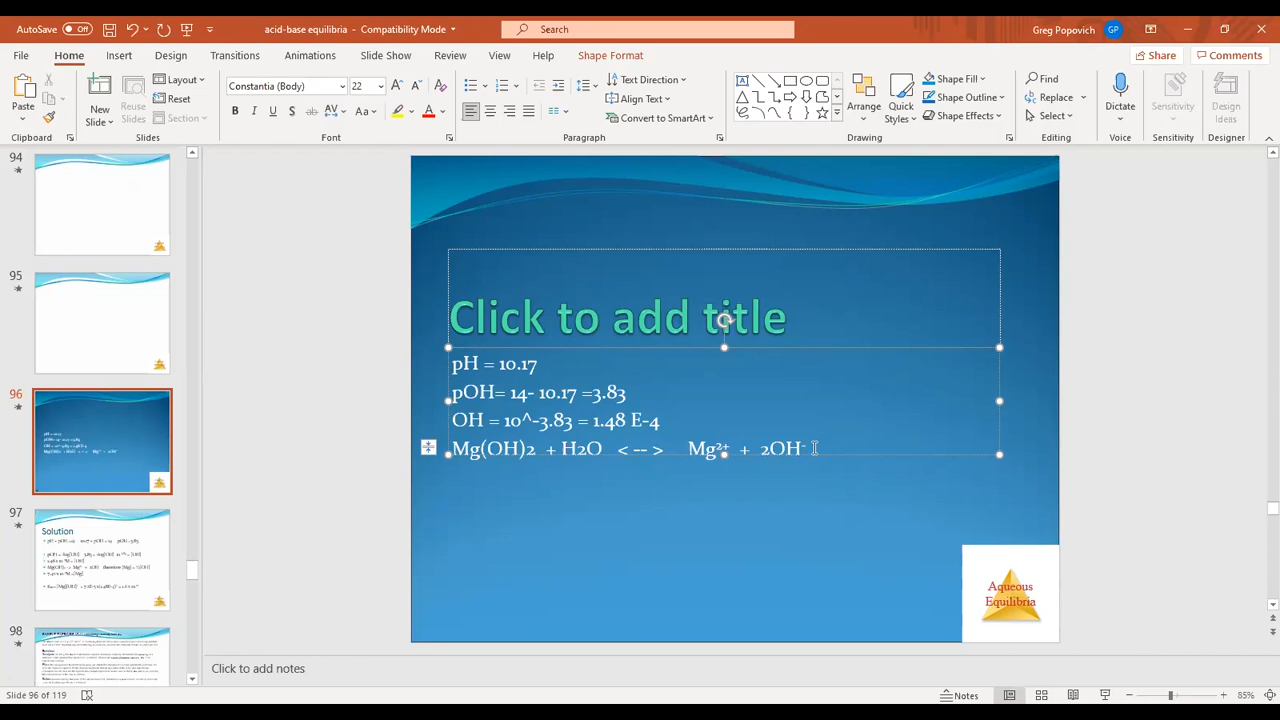 AutoSave Off
acid-base equilibria - Compatibility Mode
Search
Greg Popovich GP
File Home Insert Draw Design Transitions Animations Slide Show Review View Help Shape Format
Share Comments
Paste
Clipboard
New Slide
Reuse Slides
Layout
Reset
Section
Slides
Constantia (Body) 22
B I U S ab AV Aa A
Font
Text Direction
Align Text
Convert to SmartArt
Paragraph
Arrange
Quick Styles
Shape Fill
Shape Outline
Shape Effects
Drawing
Find
Replace
Select
Editing
Dictate
Voice
Sensitivity
Sensitivity
Design Ideas
Designer
94
95
96
97
Solution
98
Click to add title
pH = 10.17
pOH= 14- 10.17 =3.83
OH = 10^-3.83 = 1.48 E-4
Mg(OH)2 + H2O < -- > Mg²⁺ + 2OH⁻
Aqueous
Equilibria
Click to add notes
Slide 96 of 119
Notes
85%